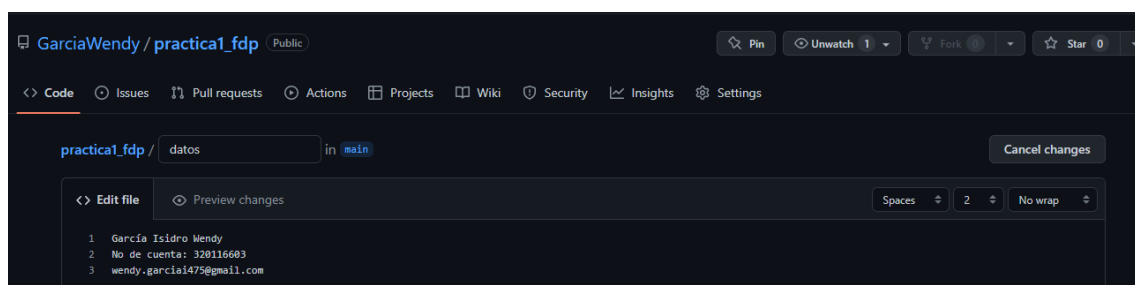 GarciaWendy / practica1_fdp Public
Pin Unwatch 1 Fork 0 Star 0
<> Code Issues Pull requests Actions Projects Wiki Security Insights Settings
practica1_fdp / datos in main Cancel changes
<> Edit file Preview changes Spaces 2 No wrap
1 García Isidro Wendy
2 No de cuenta: 320116603
3 wendy.garciai475@gmail.com